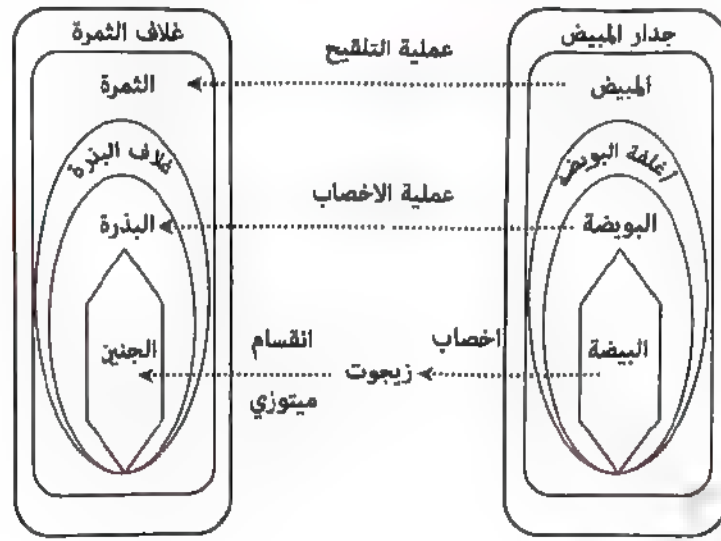 جدار المبيض
غلاف الثمرة
عملية التلقيح
المبيض
الثمرة
أغلفة البويض
غلاف البذرة
عملية الاخصاب
البويضة
البذرة
البيضة
اخصاب
زيجوت
انقسام
ميتوزي
الجنين